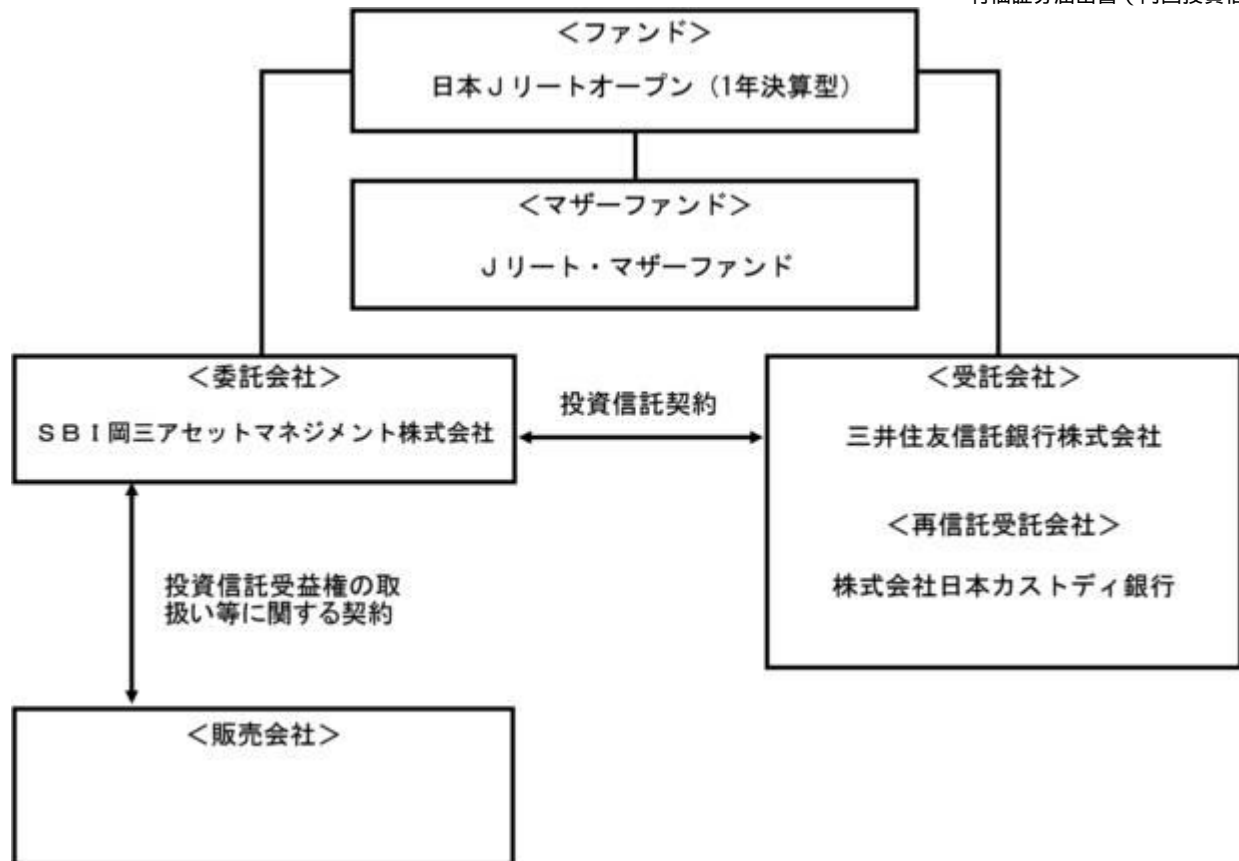 ＜ファンド＞
日本Ｊリートオープン（1年決算型）
＜マザーファンド＞
Ｊリート・マザーファンド
＜委託会社＞
ＳＢＩ岡三アセットマネジメント株式会社
投資信託契約
＜受託会社＞
三井住友信託銀行株式会社
＜再信託受託会社＞
株式会社日本カストディ銀行
投資信託受益権の取
扱い等に関する契約
＜販売会社＞